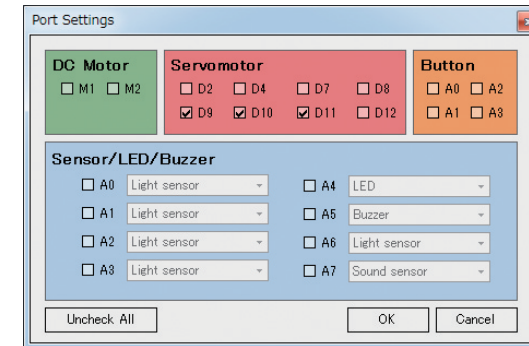 Port Settings
DC Motor
M1 M2
Servomotor
D2 D4 D7 D8
D9 D10 D11 D12
Button
A0 A2
A1 A3
Sensor/LED/Buzzer
A0 Light sensor
A1 Light sensor
A2 Light sensor
A3 Light sensor
A4 LED
A5 Buzzer
A6 Light sensor
A7 Sound sensor
Uncheck All
OK
Cancel